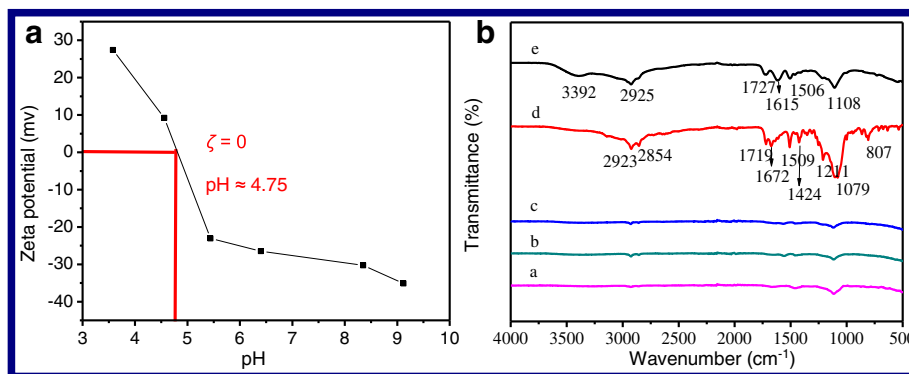 a
30
20
10
0
-10
-20
-30
-40
Zeta potential (mv)
ζ = 0
pH ≈ 4.75
3 4 5 6 7 8 9 10
pH
b
Transmittance (%)
e
3392 2925 1727 1615 1506 1108
d
2923 2854 1719 1672 1509 1424 1211 1079 807
c
b
a
4000 3500 3000 2500 2000 1500 1000 500
Wavenumber (cm⁻¹)